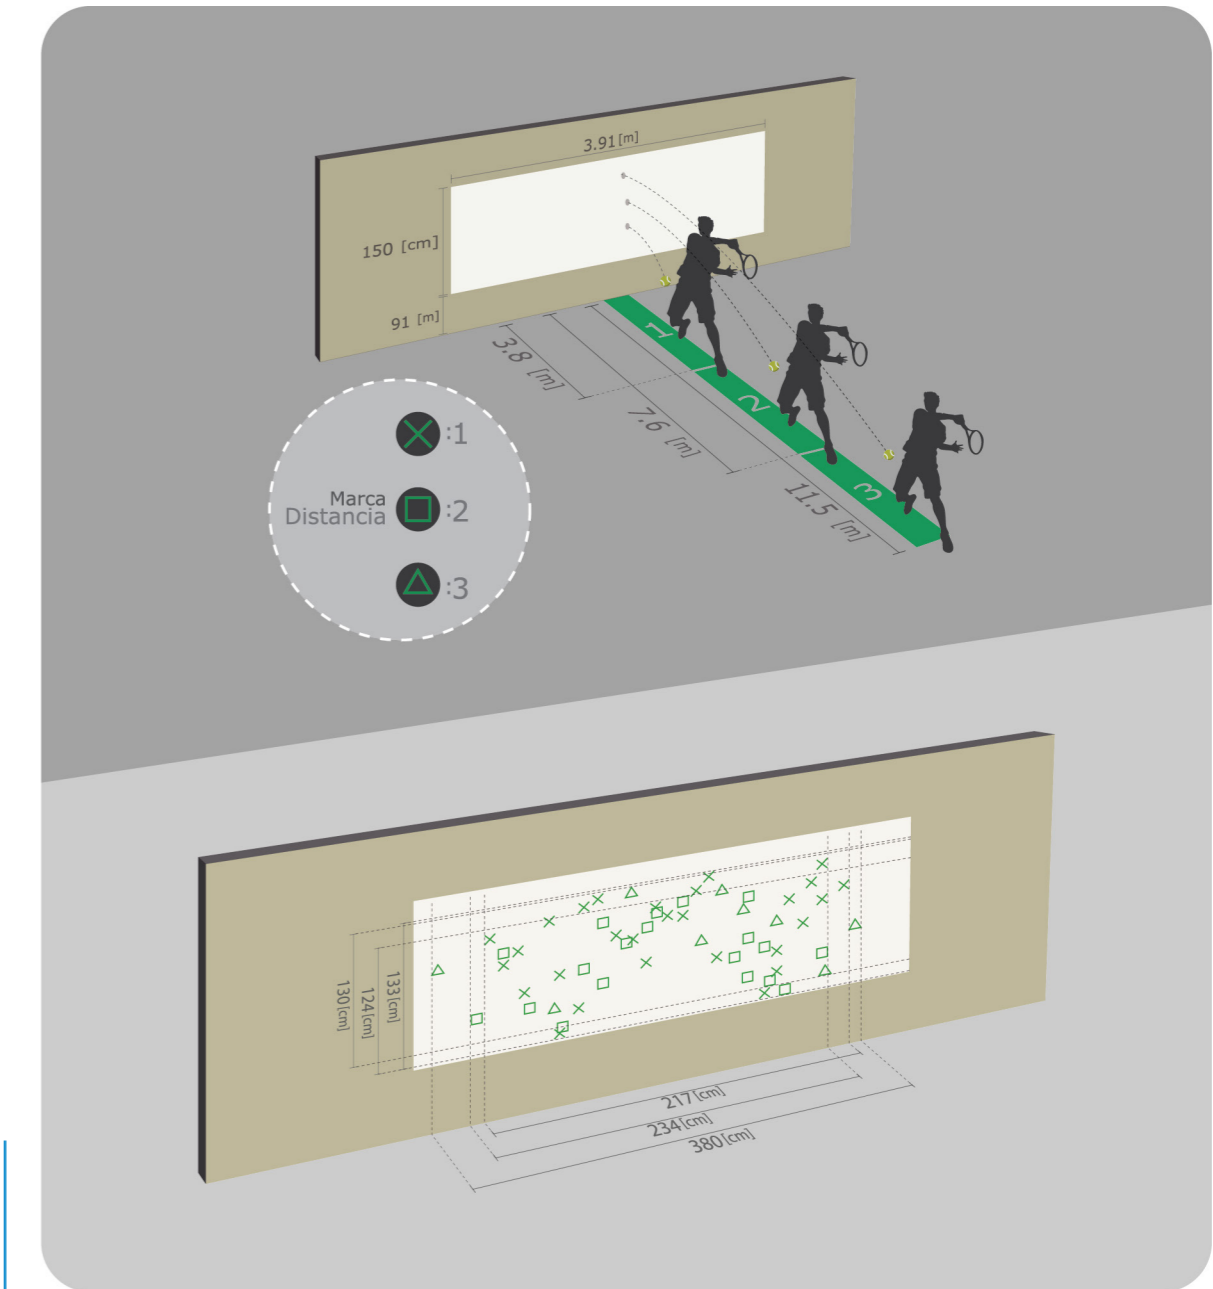 3.91 [m]
150 [cm]
91 [m]
1
2
3
3.8 [m]
7.6 [m]
11.5 [m]
:1
Marca
Distancia
:2
:3
130 [cm]
124 [cm]
133 [cm]
217 [cm]
234 [cm]
380 [cm]